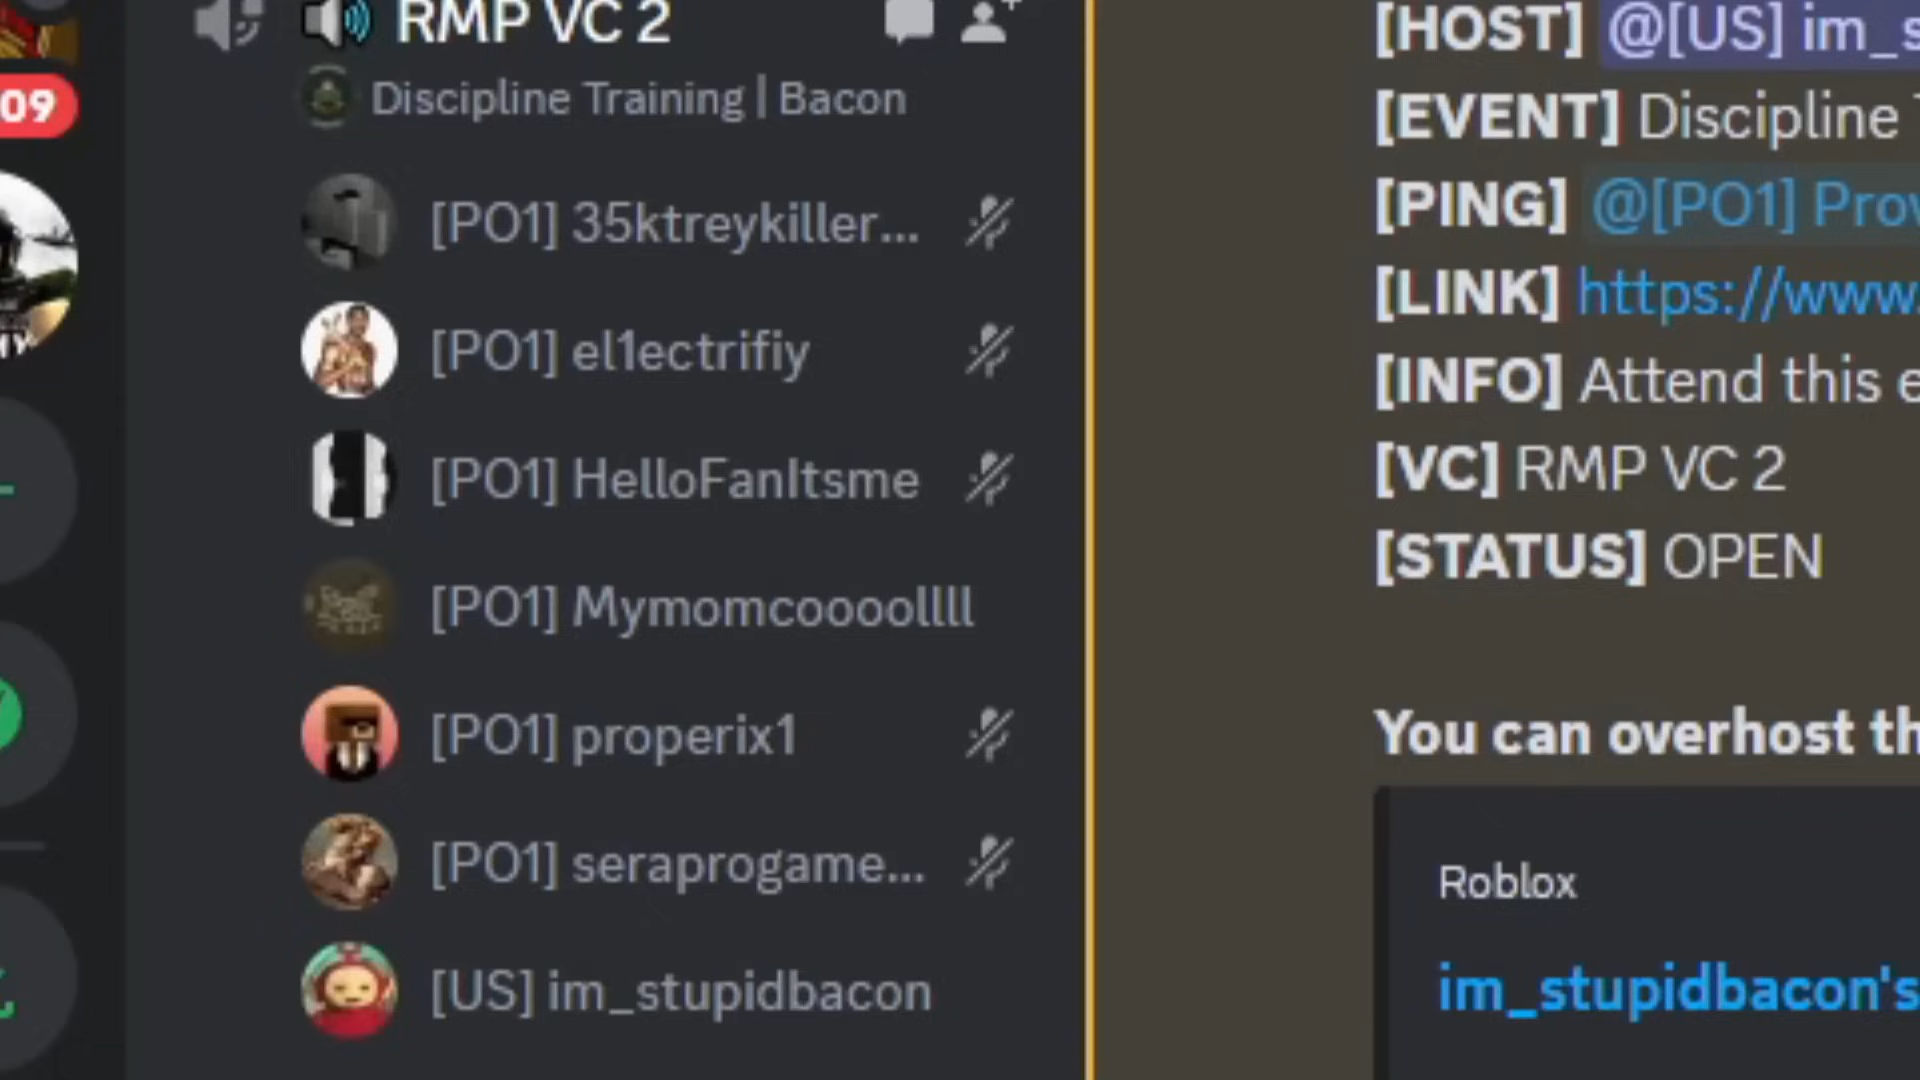 RMP VC 2
Discipline Training | Bacon
09
[PO1] 35ktreykiller...
[PO1] el1ectrifiy
[PO1] HelloFanItsme
[PO1] Mymomcoooollll
[PO1] properix1
[PO1] seraprogame...
[US] im_stupidbacon
[HOST] @[US] im_s
[EVENT] Discipline
[PING] @[PO1] Prov
[LINK] https://www.
[INFO] Attend this e
[VC] RMP VC 2
[STATUS] OPEN
You can overhost th
Roblox
im_stupidbacon's